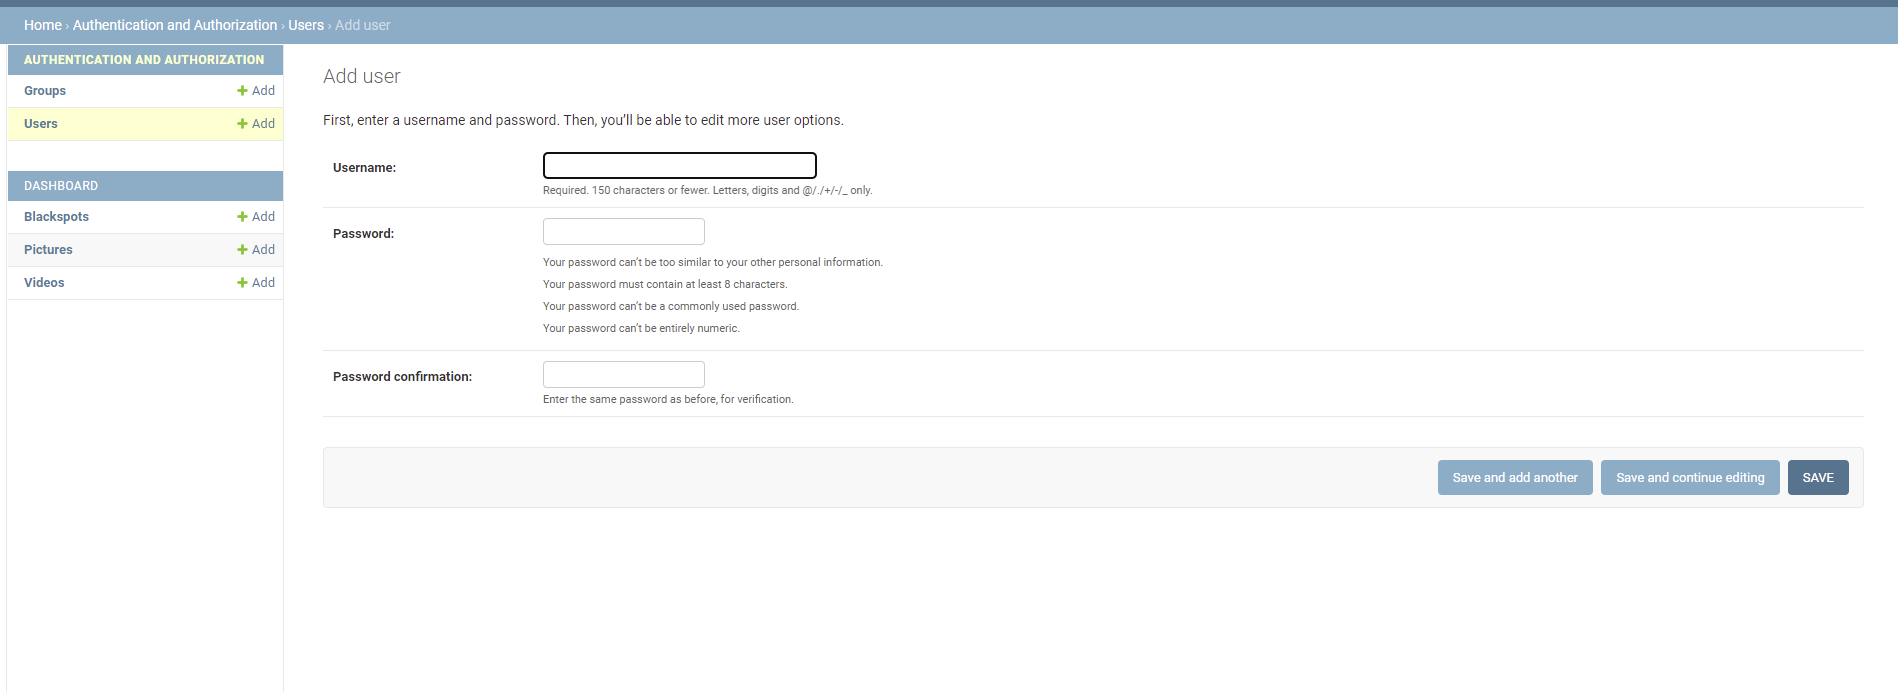 Home › Authentication and Authorization › Users › Add user
AUTHENTICATION AND AUTHORIZATION
Groups + Add
Users + Add
DASHBOARD
Blackspots + Add
Pictures + Add
Videos + Add
Add user
First, enter a username and password. Then, you’ll be able to edit more user options.
Username:
Required. 150 characters or fewer. Letters, digits and @/./+/-/_ only.
Password:
Your password can’t be too similar to your other personal information.
Your password must contain at least 8 characters.
Your password can’t be a commonly used password.
Your password can’t be entirely numeric.
Password confirmation:
Enter the same password as before, for verification.
Save and add another Save and continue editing SAVE